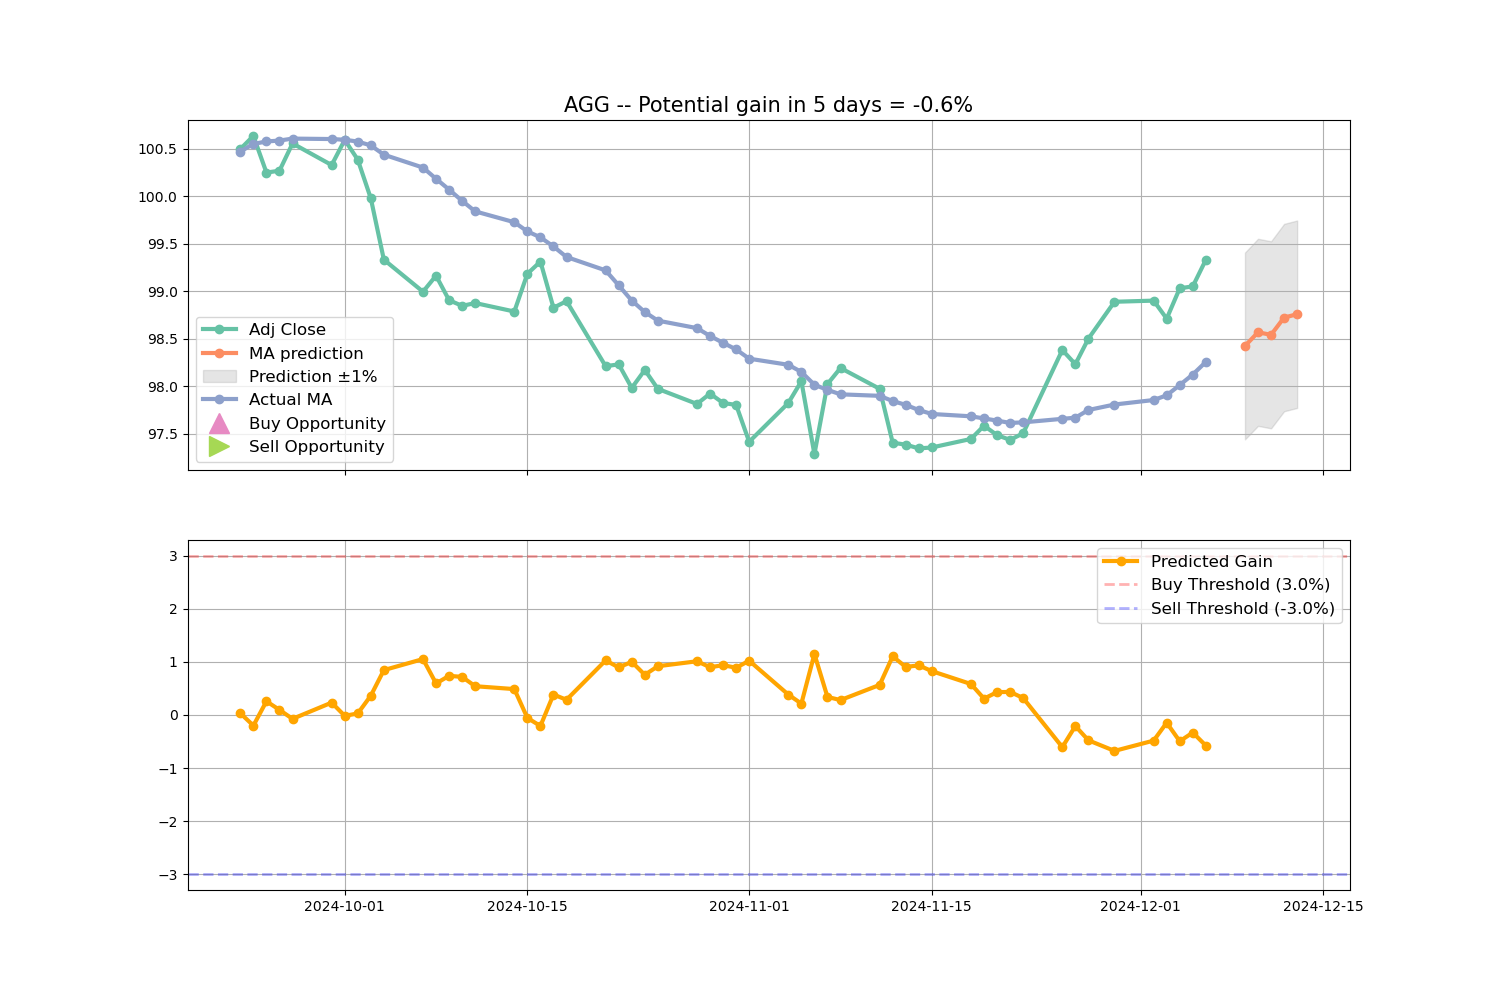 AGG -- Potential gain in 5 days = -0.6%
100.5
100.0
99.5
99.0
98.5
98.0
97.5
Adj Close
MA prediction
Prediction ±1%
Actual MA
Buy Opportunity
Sell Opportunity
3
2
1
0
−1
−2
−3
Predicted Gain
Buy Threshold (3.0%)
Sell Threshold (-3.0%)
2024-10-01
2024-10-15
2024-11-01
2024-11-15
2024-12-01
2024-12-15